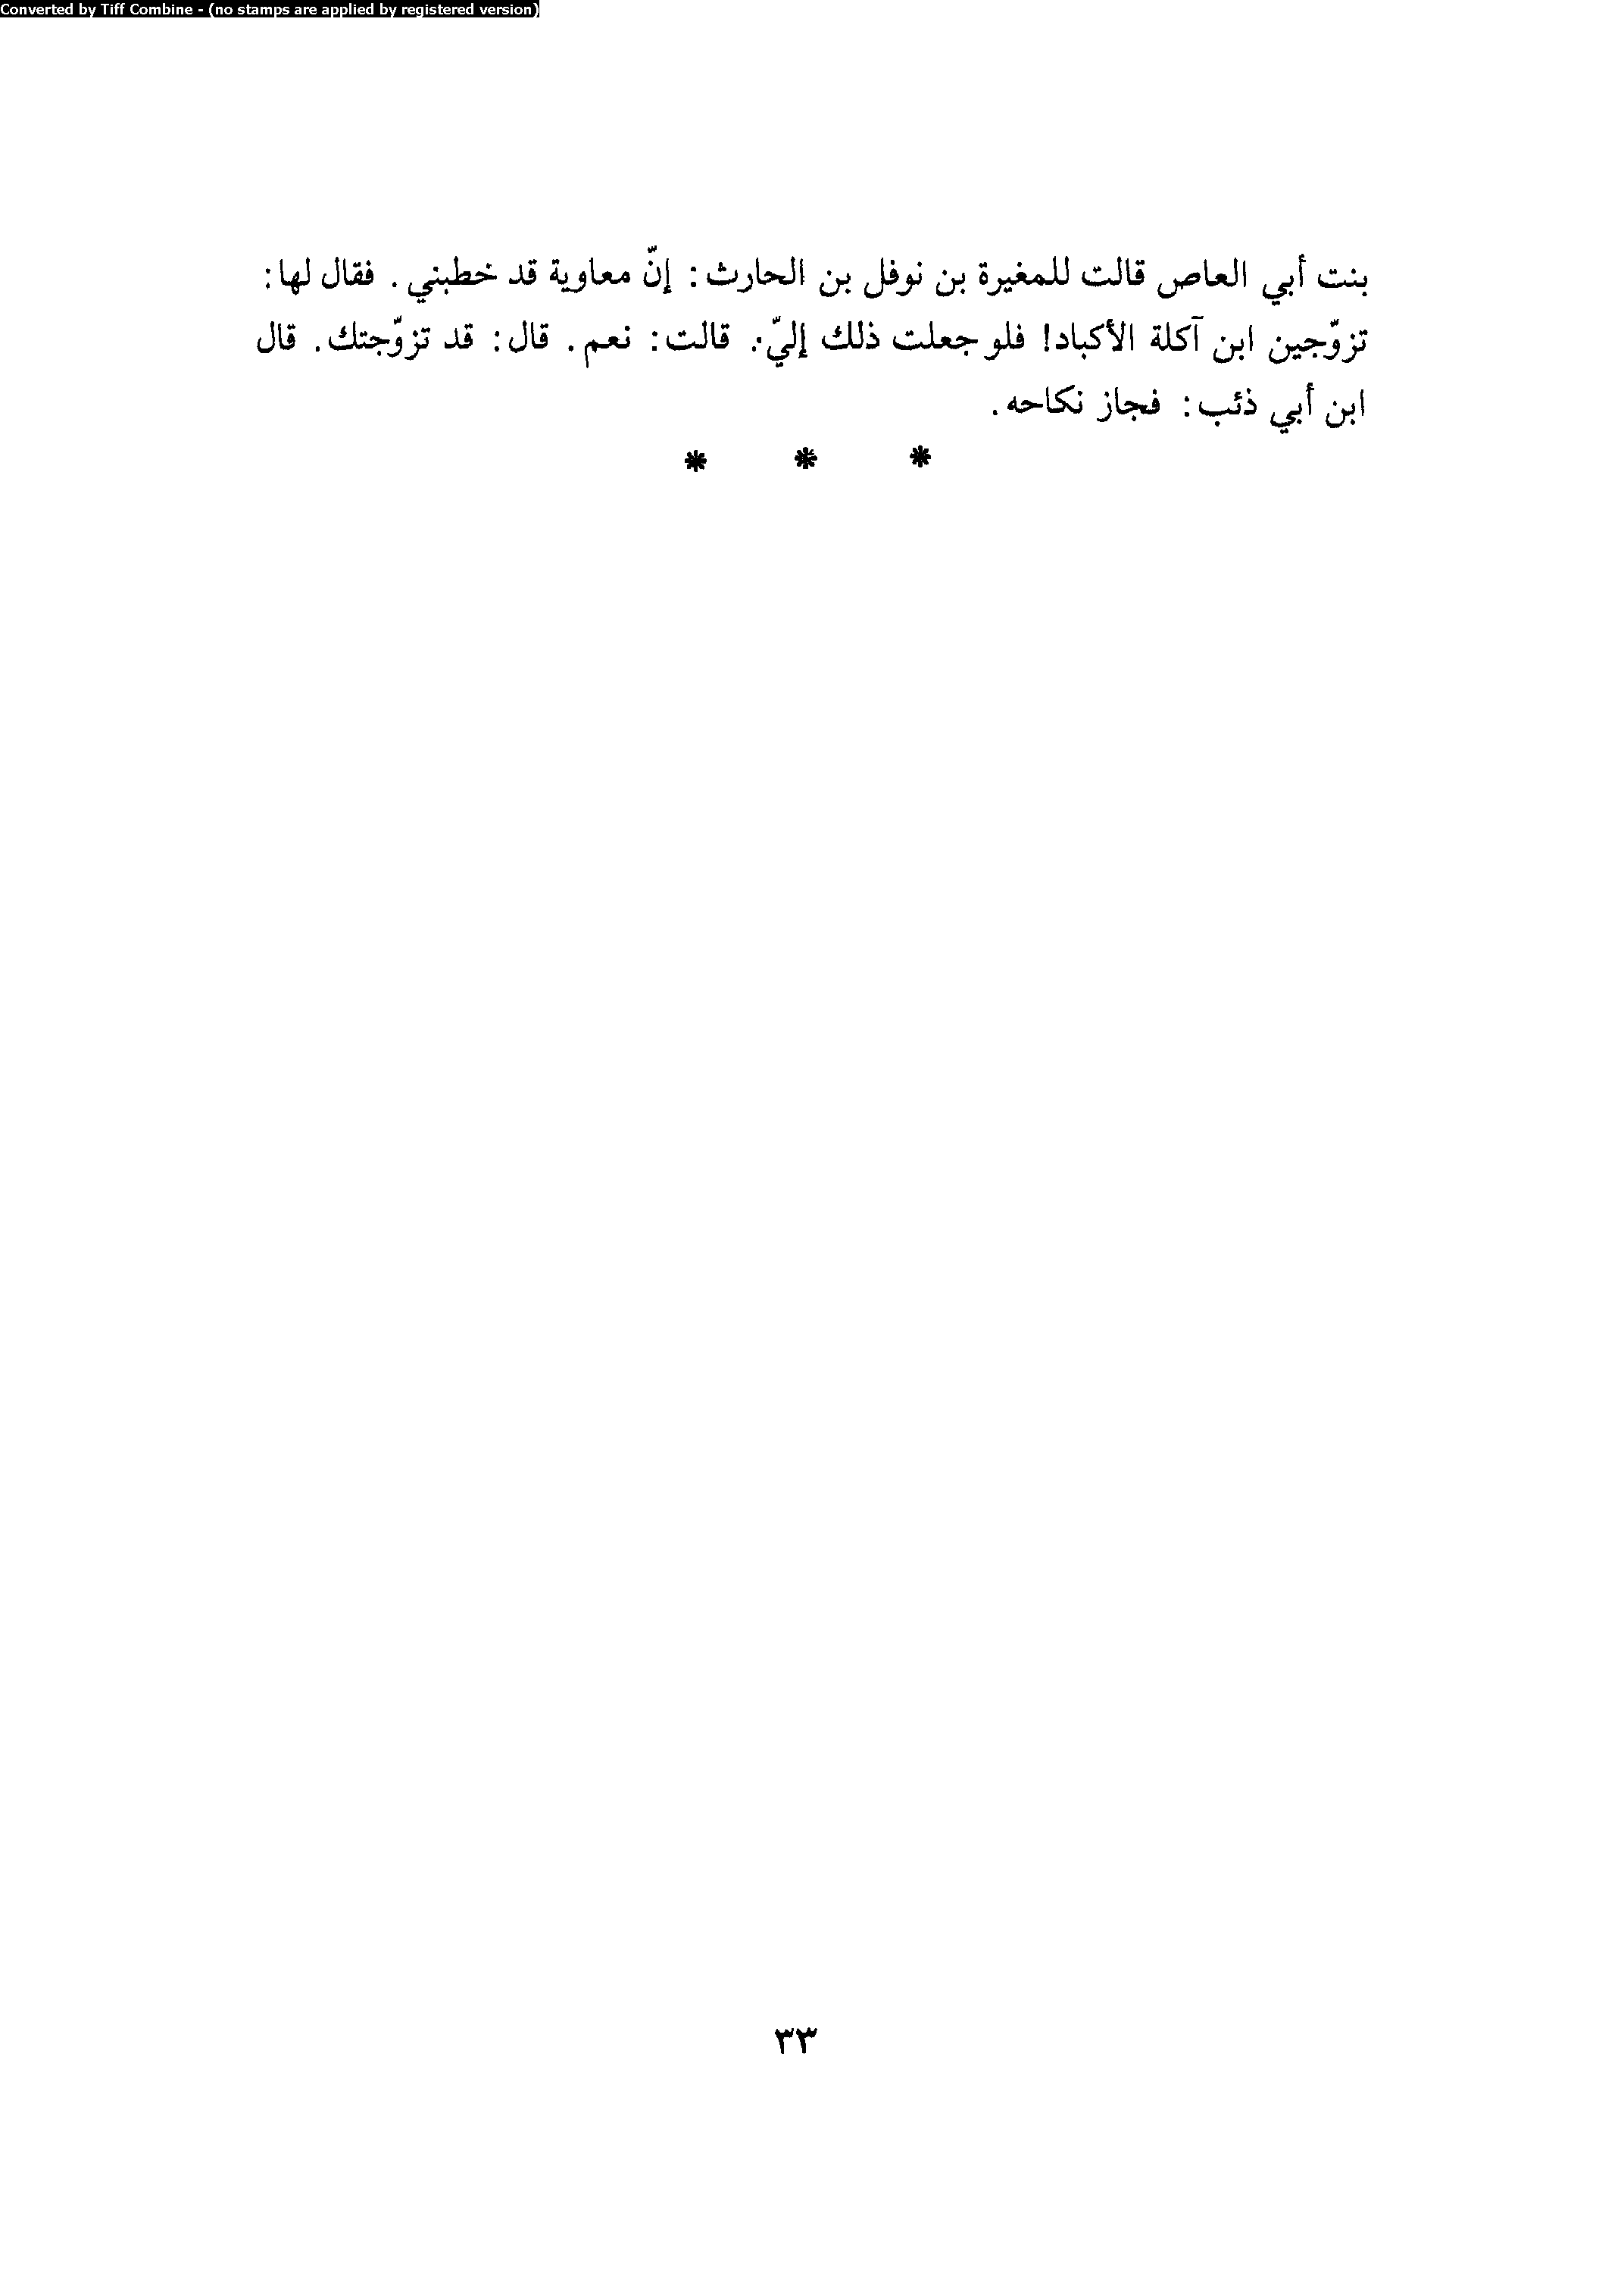 Converted by Tiff Combine - (no stamps are applied by registered version)
بنت أبي العاص قالت للمغيرة بن نوفل بن الحارث: إنّ معاوية قد خطبني. فقال لها:
تزوّجين ابن آكلة الأكباد! فلو جعلت ذلك إليّ. قالت: نعم. قال: قد تزوّجتك. قال
ابن أبي ذئب: فجاز نكاحه.
* * *
٣٣